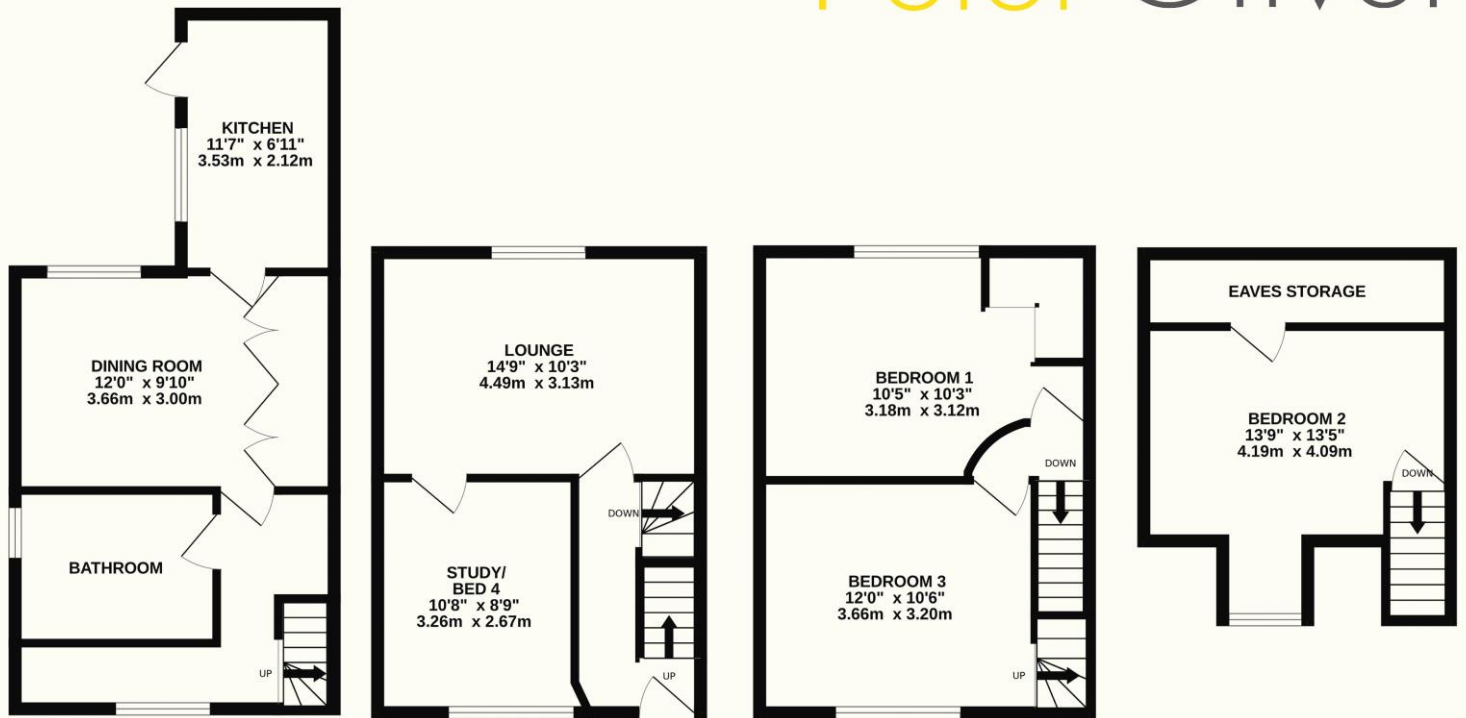 KITCHEN
11'7" x 6'11"
3.53m x 2.12m
DINING ROOM
12'0" x 9'10"
3.66m x 3.00m
BATHROOM
UP
LOUNGE
14'9" x 10'3"
4.49m x 3.13m
DOWN
STUDY/
BED 4
10'8" x 8'9"
3.26m x 2.67m
UP
BEDROOM 1
10'5" x 10'3"
3.18m x 3.12m
DOWN
BEDROOM 3
12'0" x 10'6"
3.66m x 3.20m
UP
EAVES STORAGE
BEDROOM 2
13'9" x 13'5"
4.19m x 4.09m
DOWN